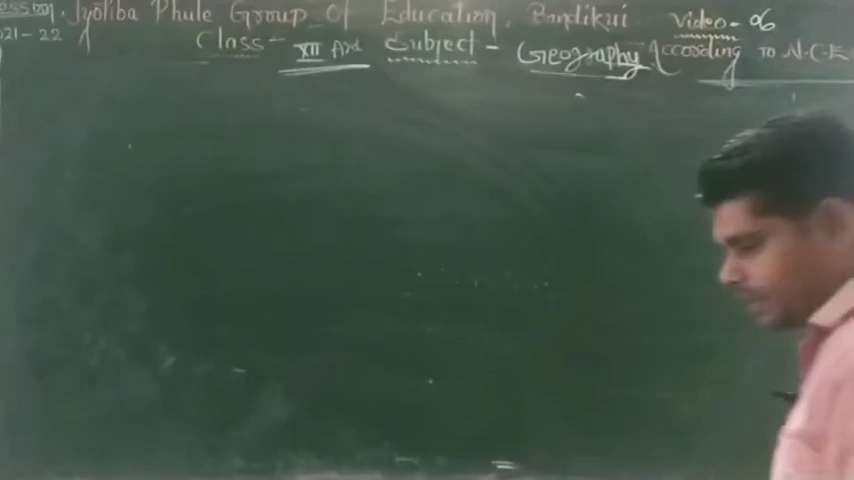 Jyotiba Phule Group Of Education, Bandikui. Video - 06
21-22 Class - XII Art Subject - Geography According To N.C.E